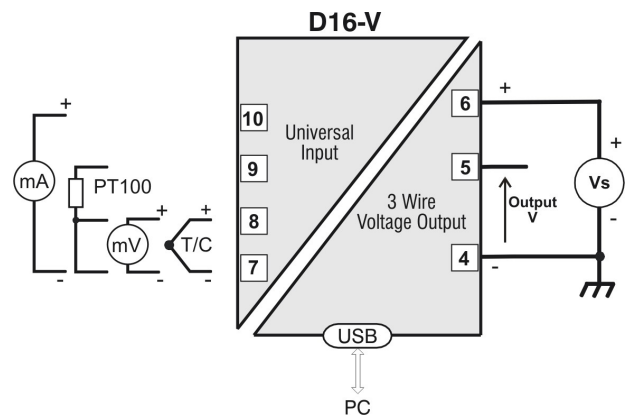 D16-V
10
9
8
7
Universal
Input
6
5
4
3 Wire
Voltage Output
+
-
Output
V
+
Vs
-
+
mA
-
PT100
+
mV
-
+
T/C
-
USB
PC